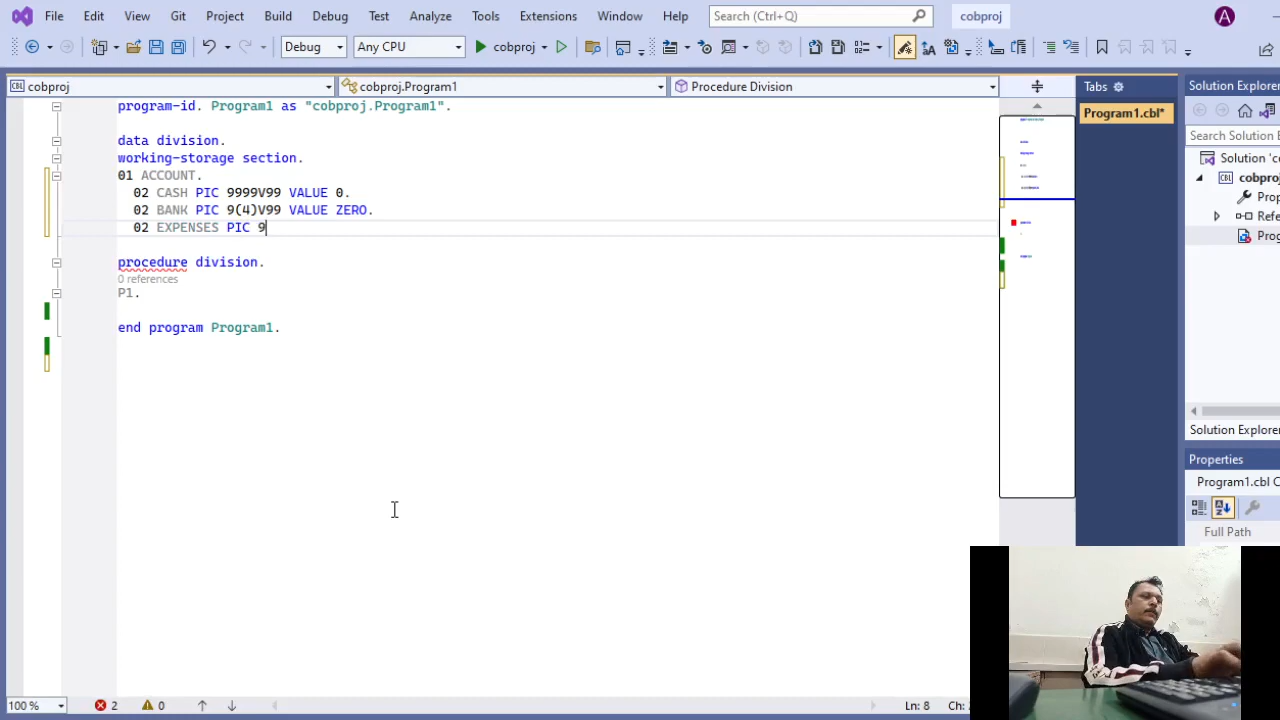 File Edit View Git Project Build Debug Test Analyze Tools Extensions Window Help Search (Ctrl+Q) cobproj A
Debug Any CPU cobproj
cobproj cobproj.Program1 Procedure Division Tabs Solution Explorer
program-id. Program1 as "cobproj.Program1".
Program1.cbl*
Search Solution E
data division.
working-storage section.
Solution 'c
01 ACCOUNT.
cobproj
02 CASH PIC 9999V99 VALUE 0.
Prop
02 BANK PIC 9(4)V99 VALUE ZERO.
Refe
02 EXPENSES PIC 9
Prog
procedure division.
0 references
P1.
end program Program1.
Solution Explorer
Properties
Program1.cbl C
Full Path
100 % 2 0 Ln: 8 Ch: